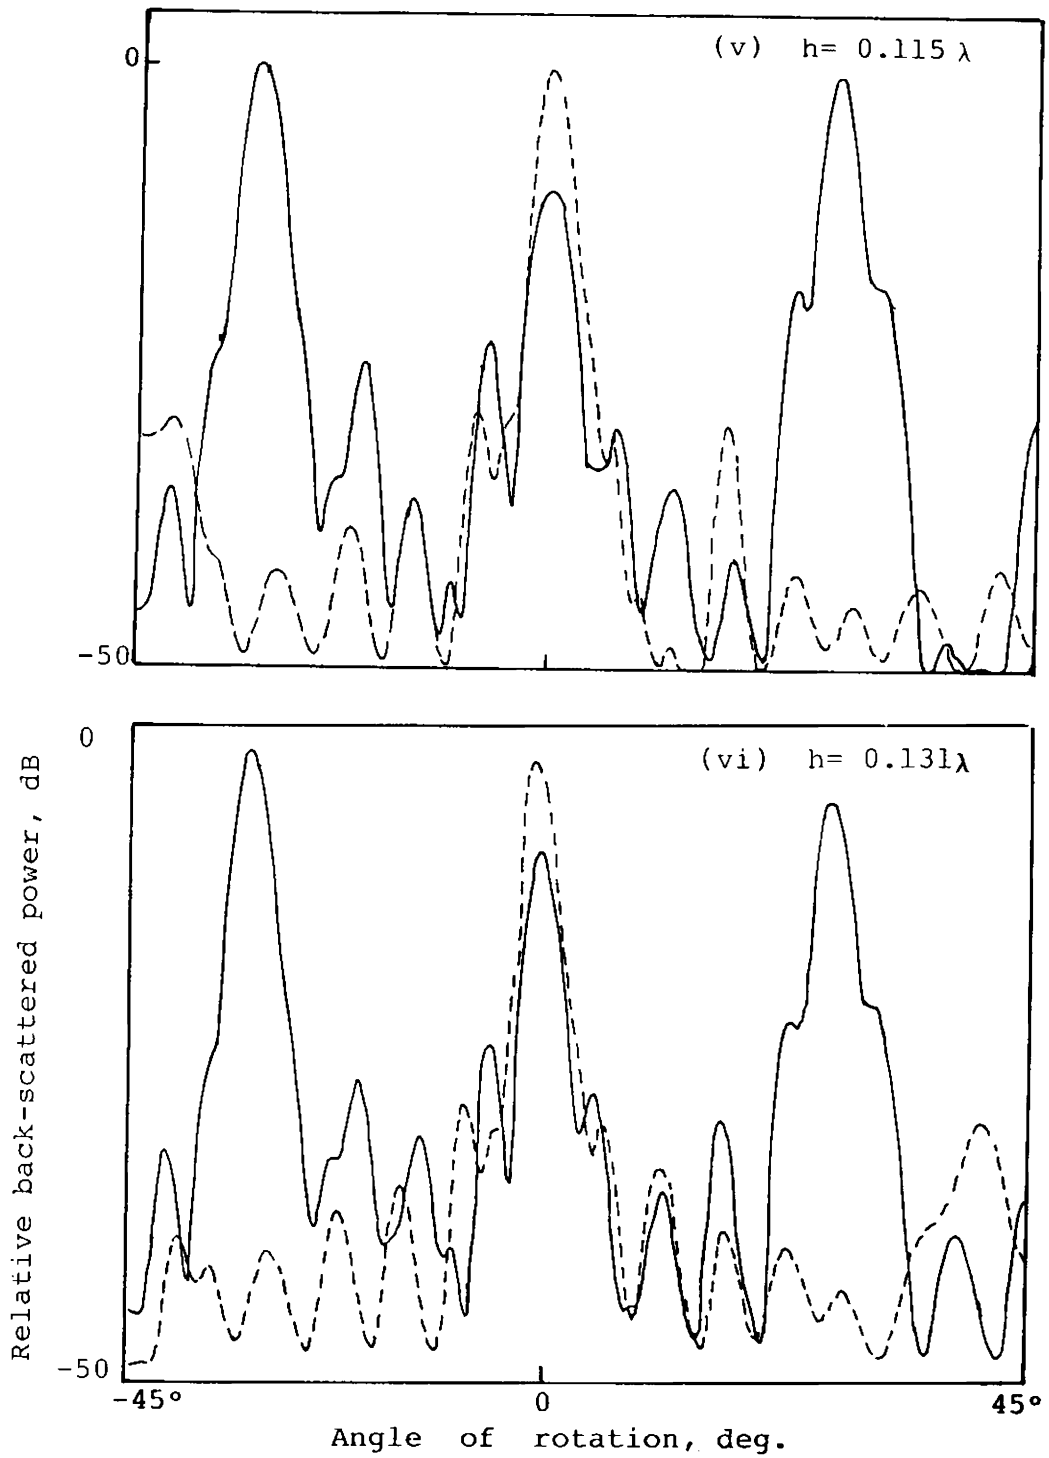 0
(v) h= 0.115 λ
-50
0
(vi) h= 0.131λ
Relative back-scattered power, dB
-50
-45° 0 45°
Angle of rotation, deg.